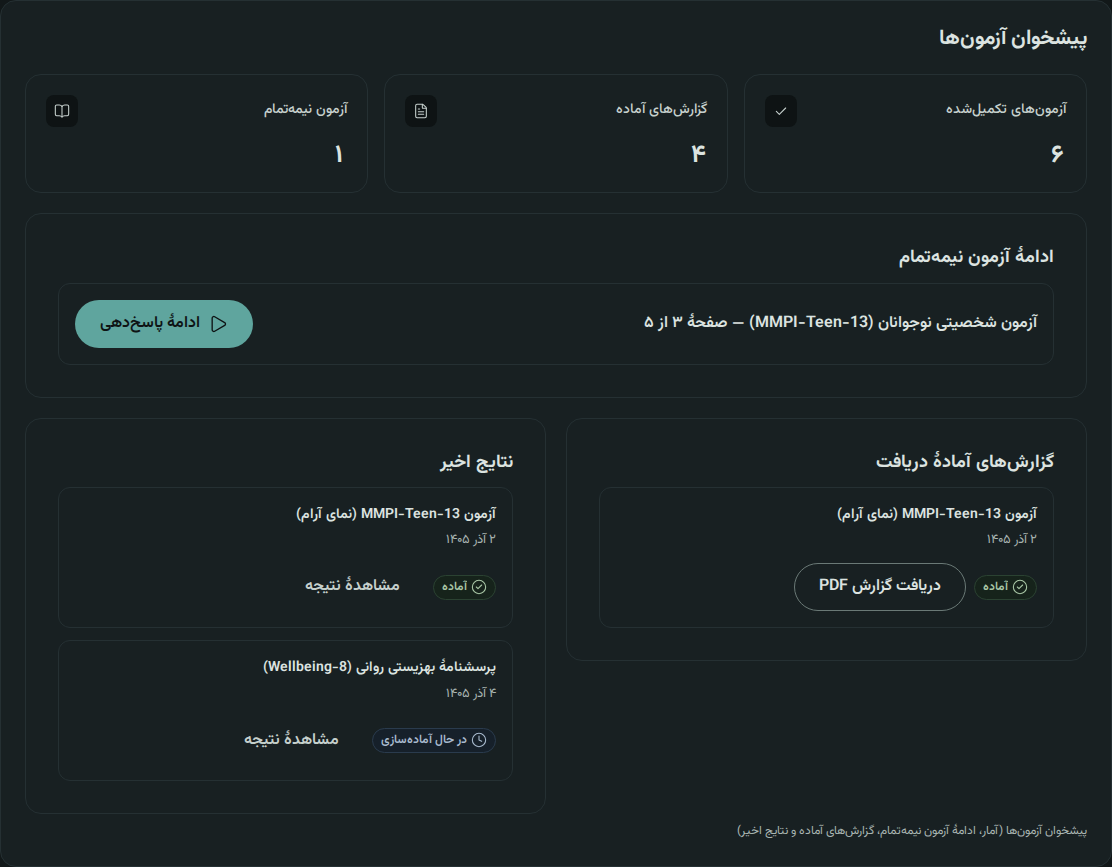 پیشخوان آزمون‌ها
آزمون‌های تکمیل‌شده
۶
گزارش‌های آماده
۴
آزمون نیمه‌تمام
۱
ادامهٔ آزمون نیمه‌تمام
آزمون شخصیتی نوجوانان (MMPI-Teen-13) — صفحهٔ ۳ از ۵
ادامهٔ پاسخ‌دهی
گزارش‌های آمادهٔ دریافت
آزمون MMPI-Teen-13 (نمای آرام)
۲ آذر ۱۴۰۵
آماده
دریافت گزارش PDF
نتایج اخیر
آزمون MMPI-Teen-13 (نمای آرام)
۲ آذر ۱۴۰۵
آماده
مشاهدهٔ نتیجه
پرسشنامهٔ بهزیستی روانی (Wellbeing-8)
۴ آذر ۱۴۰۵
در حال آماده‌سازی
مشاهدهٔ نتیجه
پیشخوان آزمون‌ها (آمار، ادامهٔ آزمون نیمه‌تمام، گزارش‌های آماده و نتایج اخیر)